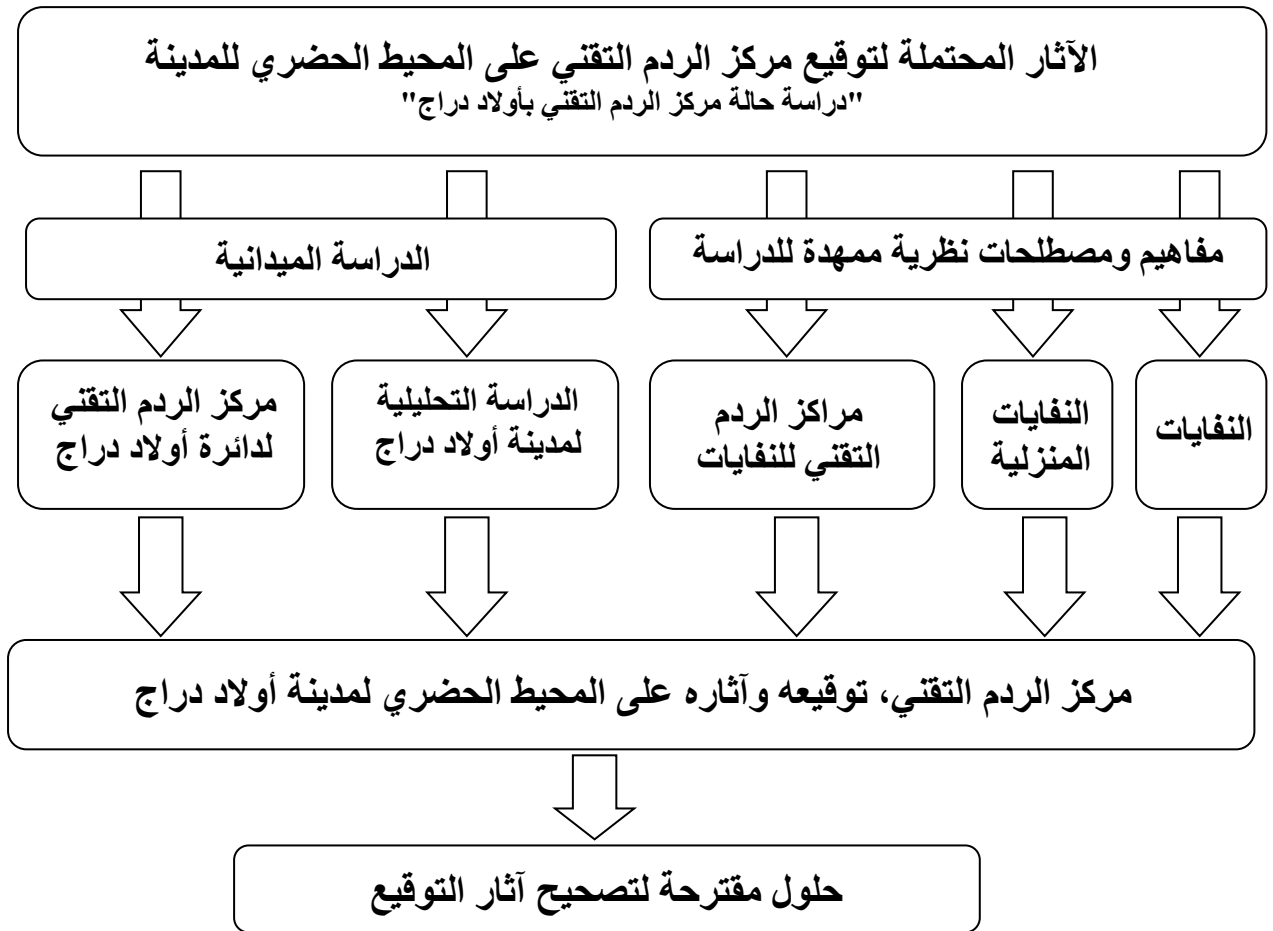 الآثار المحتملة لتوقيع مركز الردم التقني على المحيط الحضري للمدينة
"دراسة حالة مركز الردم التقني بأولاد دراج"
مفاهيم ومصطلحات نظرية ممهدة للدراسة
الدراسة الميدانية
النفايات
النفايات
المنزلية
مراكز الردم
التقني للنفايات
الدراسة التحليلية
لمدينة أولاد دراج
مركز الردم التقني
لدائرة أولاد دراج
مركز الردم التقني، توقيعه وآثاره على المحيط الحضري لمدينة أولاد دراج
حلول مقترحة لتصحيح آثار التوقيع